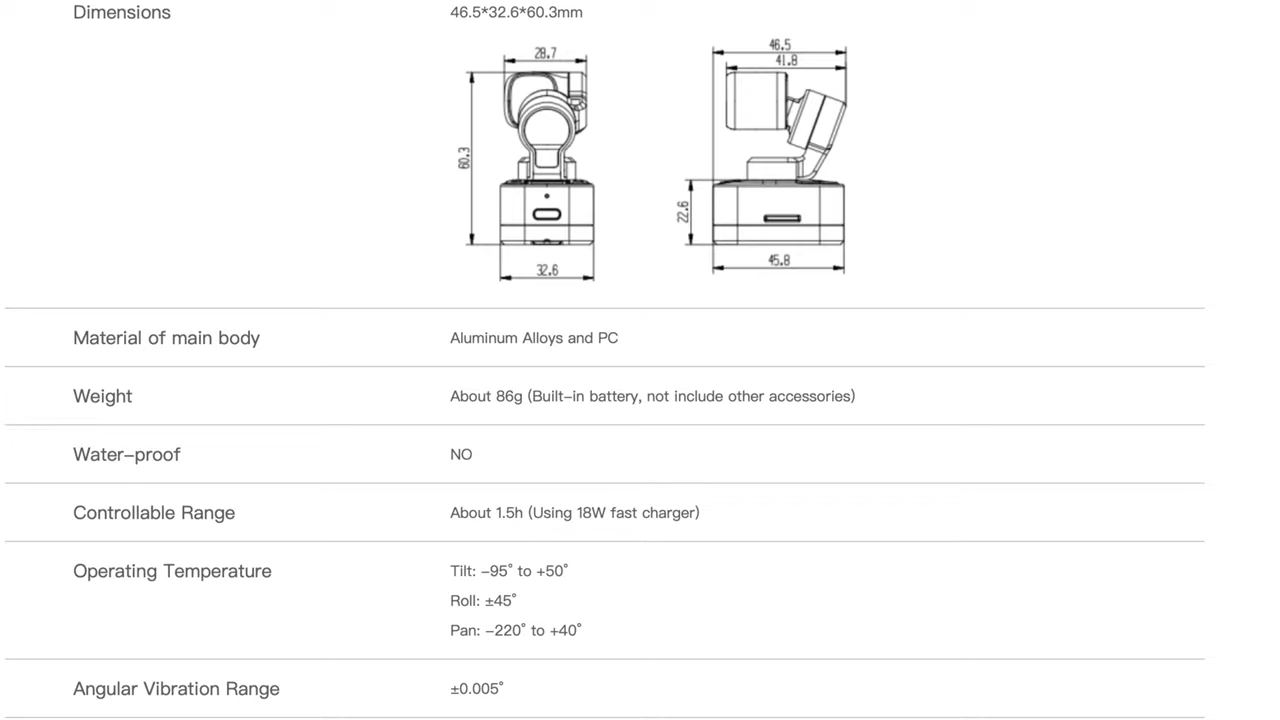 Dimensions
46.5*32.6*60.3mm
28.7
46.5
41.8
60.3
22.6
32.6
45.8
Material of main body
Aluminum Alloys and PC
Weight
About 86g (Built-in battery, not include other accessories)
Water-proof
NO
Controllable Range
About 1.5h (Using 18W fast charger)
Operating Temperature
Tilt: -95° to +50°
Roll: ±45°
Pan: -220° to +40°
Angular Vibration Range
±0.005°